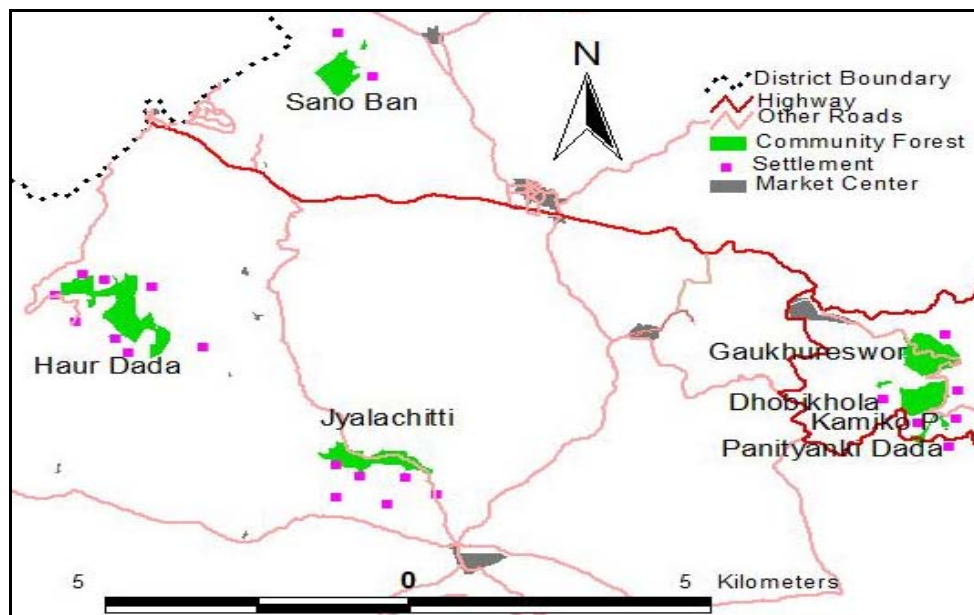 N
District Boundary
Highway
Other Roads
Community Forest
Settlement
Market Center
Sano Ban
Haur Dada
Jyalachitti
Gaukhureswor
Dhobikhola
Kamiko P
Panityanki Dada
5 0 5 Kilometers